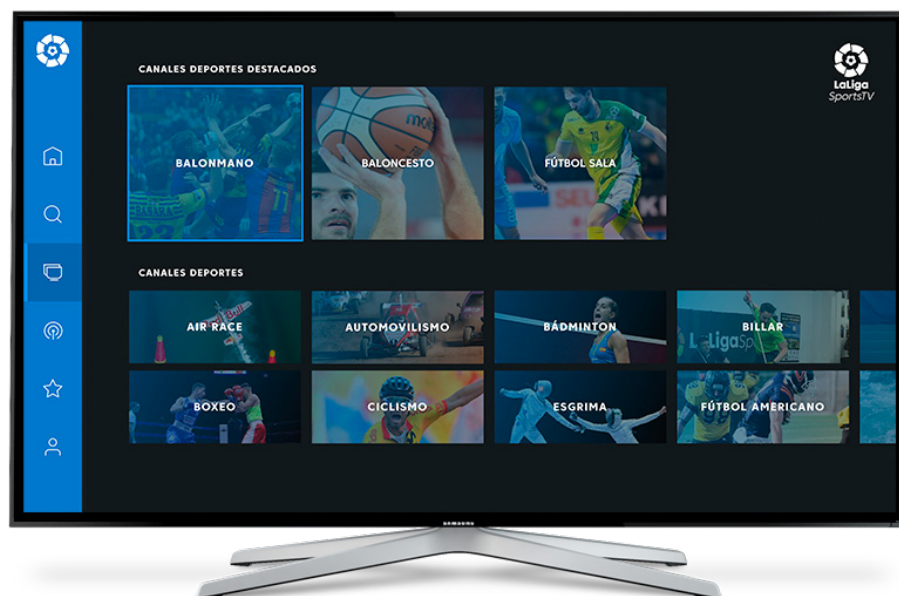 CANALES DEPORTES DESTACADOS
LaLiga
SportsTV
BALONMANO
BALONCESTO
FÚTBOL SALA
CANALES DEPORTES
AIR RACE
AUTOMOVILISMO
BÁDMINTON
BILLAR
BOXEO
CICLISMO
ESGRIMA
FÚTBOL AMERICANO
SAMSUNG